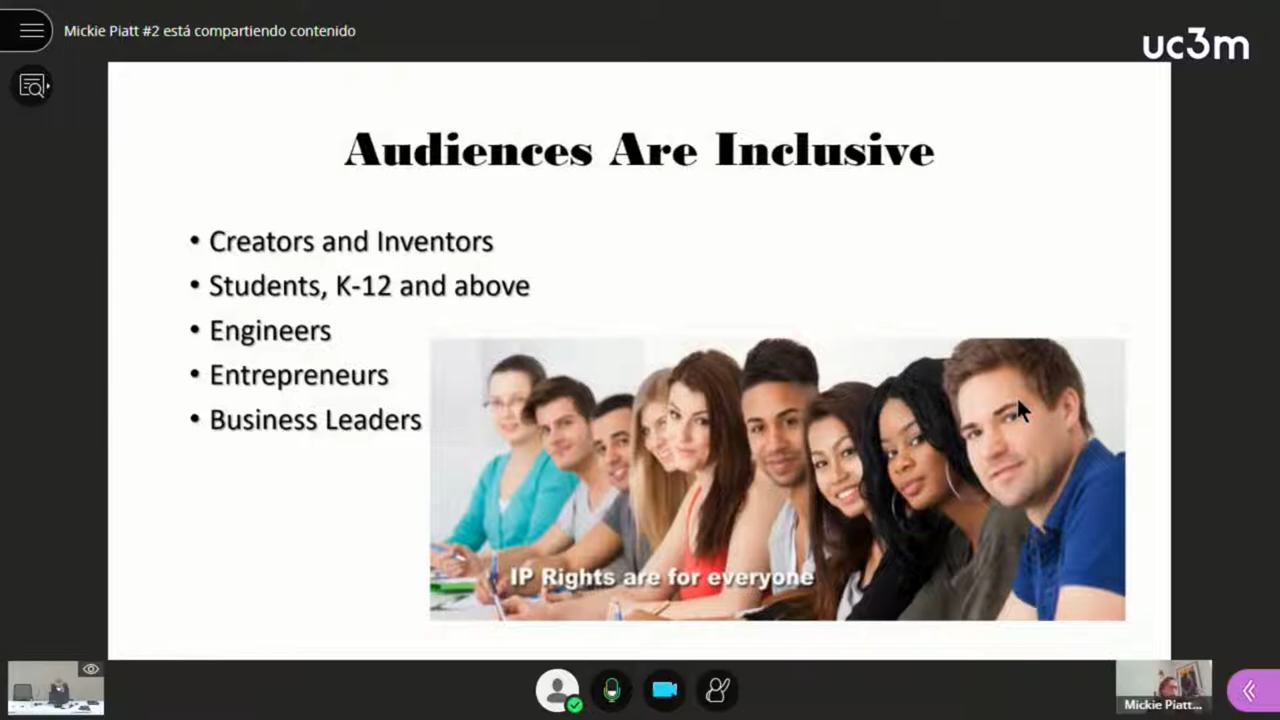 Mickie Piatt #2 está compartiendo contenido
uc3m
Audiences Are Inclusive
• Creators and Inventors
• Students, K-12 and above
• Engineers
• Entrepreneurs
• Business Leaders
IP Rights are for everyone
Mickie Piatt...